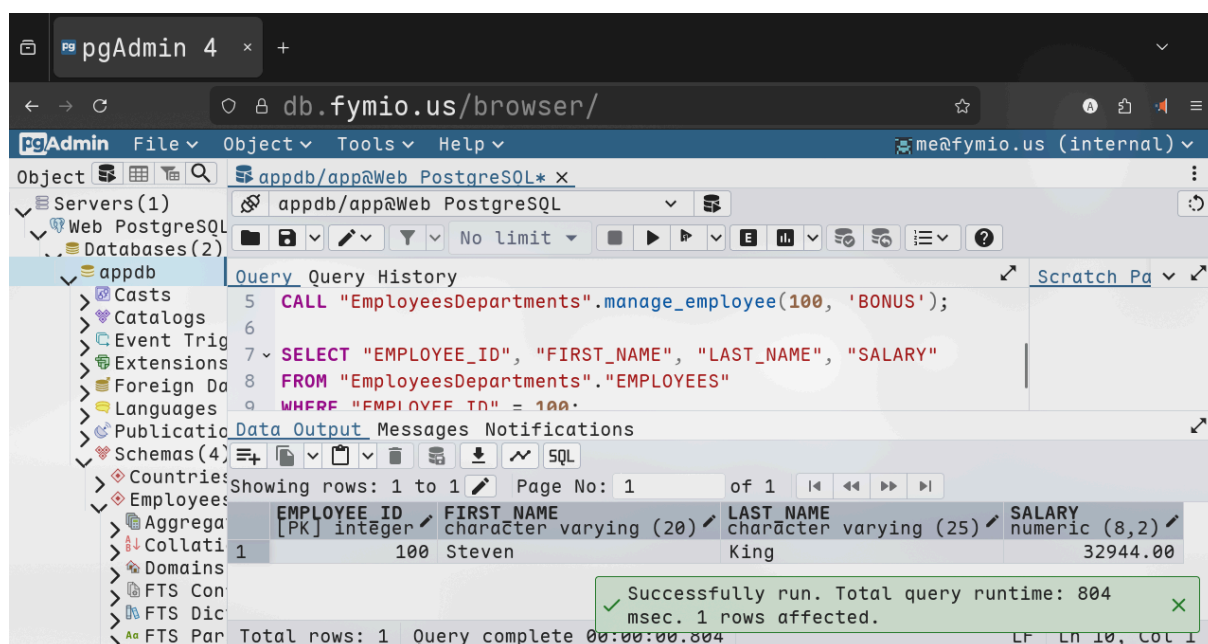 pgAdmin 4
db.fymio.us/browser/
pgAdmin File Object Tools Help me@fymio.us (internal)
Object appdb/app@Web PostgreSQL*
Servers(1)
appdb/app@Web PostgreSQL
Web PostgreSQL
No limit
Databases(2)
appdb
Query Query History Scratch Pa
Casts
5 CALL "EmployeesDepartments".manage_employee(100, 'BONUS');
Catalogs
6
Event Trig
7 SELECT "EMPLOYEE_ID", "FIRST_NAME", "LAST_NAME", "SALARY"
Extensions
Foreign Da
8 FROM "EmployeesDepartments"."EMPLOYEES"
Languages
9 WHERE "EMPLOYEE_ID" = 100;
Publicatio
Data Output Messages Notifications
Schemas(4)
SQL
Countries
Showing rows: 1 to 1 Page No: 1 of 1
Employees
EMPLOYEE_ID FIRST_NAME LAST_NAME SALARY
[PK] integer character varying (20) character varying (25) numeric (8,2)
Aggrega
Collati
1 100 Steven King 32944.00
Domains
FTS Con
Successfully run. Total query runtime: 804
msec. 1 rows affected.
FTS Dic
FTS Par
Total rows: 1 Query complete 00:00:00.804 LF Ln 10, Col 1